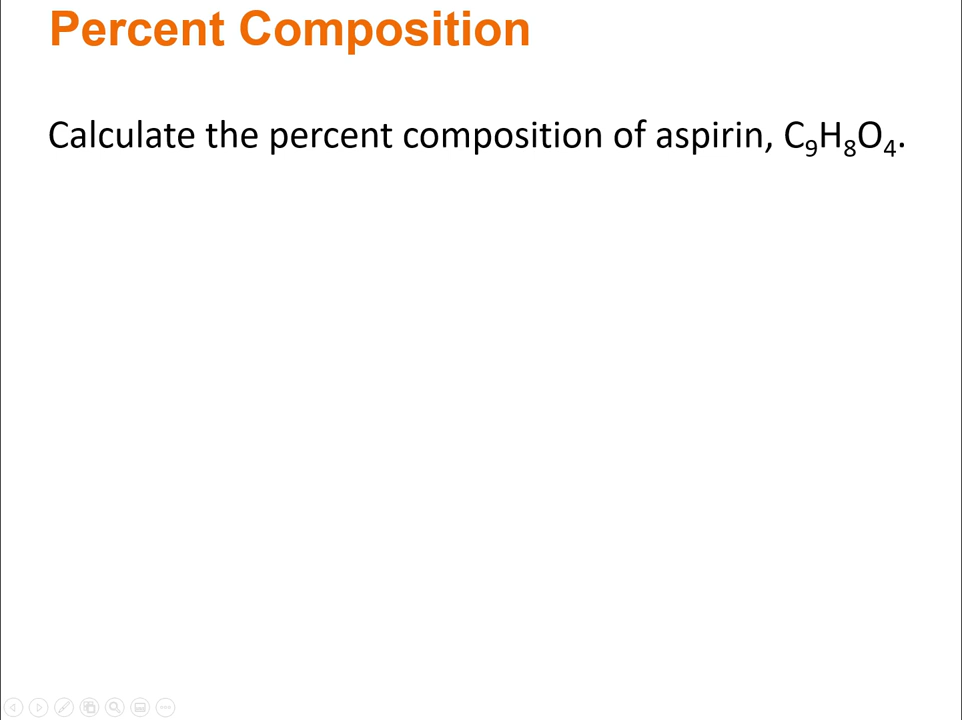 Percent Composition
Calculate the percent composition of aspirin, C₉H₈O₄.